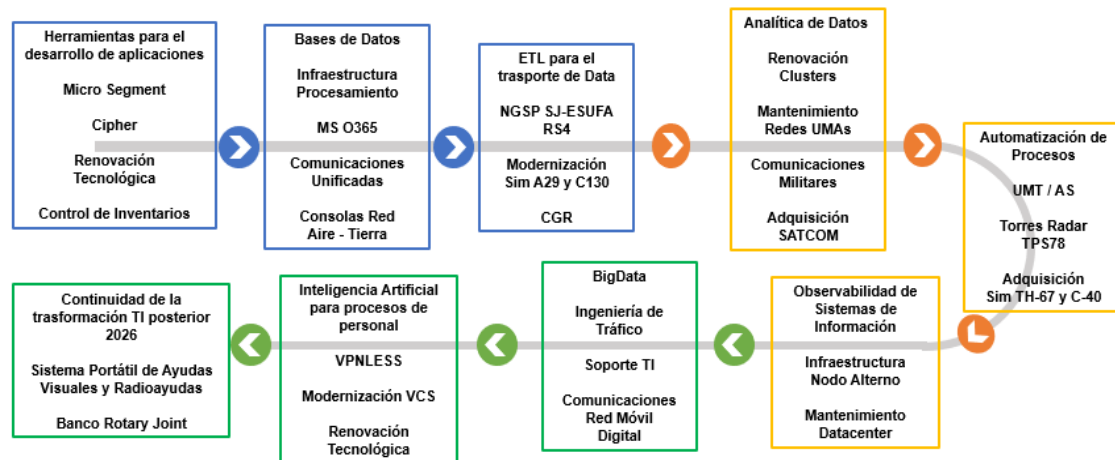 Herramientas para el
desarrollo de aplicaciones
Micro Segment
Cipher
Renovación
Tecnológica
Control de Inventarios
Bases de Datos
Infraestructura
Procesamiento
MS O365
Comunicaciones
Unificadas
Consolas Red
Aire - Tierra
ETL para el
trasporte de Data
NGSP SJ-ESUFA
RS4
Modernización
Sim A29 y C130
CGR
Analítica de Datos
Renovación
Clusters
Mantenimiento
Redes UMAs
Comunicaciones
Militares
Adquisición
SATCOM
Automatización de
Procesos
UMT / AS
Torres Radar
TPS78
Adquisición
Sim TH-67 y C-40
Observabilidad de
Sistemas de
Información
Infraestructura
Nodo Alterno
Mantenimiento
Datacenter
BigData
Ingeniería de
Tráfico
Soporte TI
Comunicaciones
Red Móvil
Digital
Inteligencia Artificial
para procesos de
personal
VPNLESS
Modernización VCS
Renovación
Tecnológica
Continuidad de la
trasformación TI posterior
2026
Sistema Portátil de Ayudas
Visuales y Radioayudas
Banco Rotary Joint